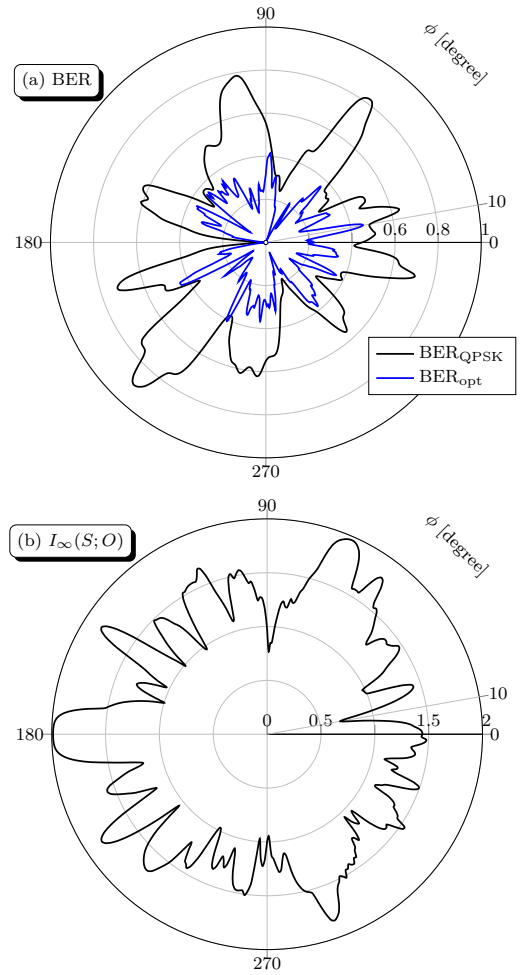 90
ϕ [degree]
(a) BER
10
180
0.6 0.8 1
0
BER_QPSK
BER_opt
270
90
ϕ [degree]
(b) I_∞(S; O)
10
0 0.5 1.5 2
180
0
270